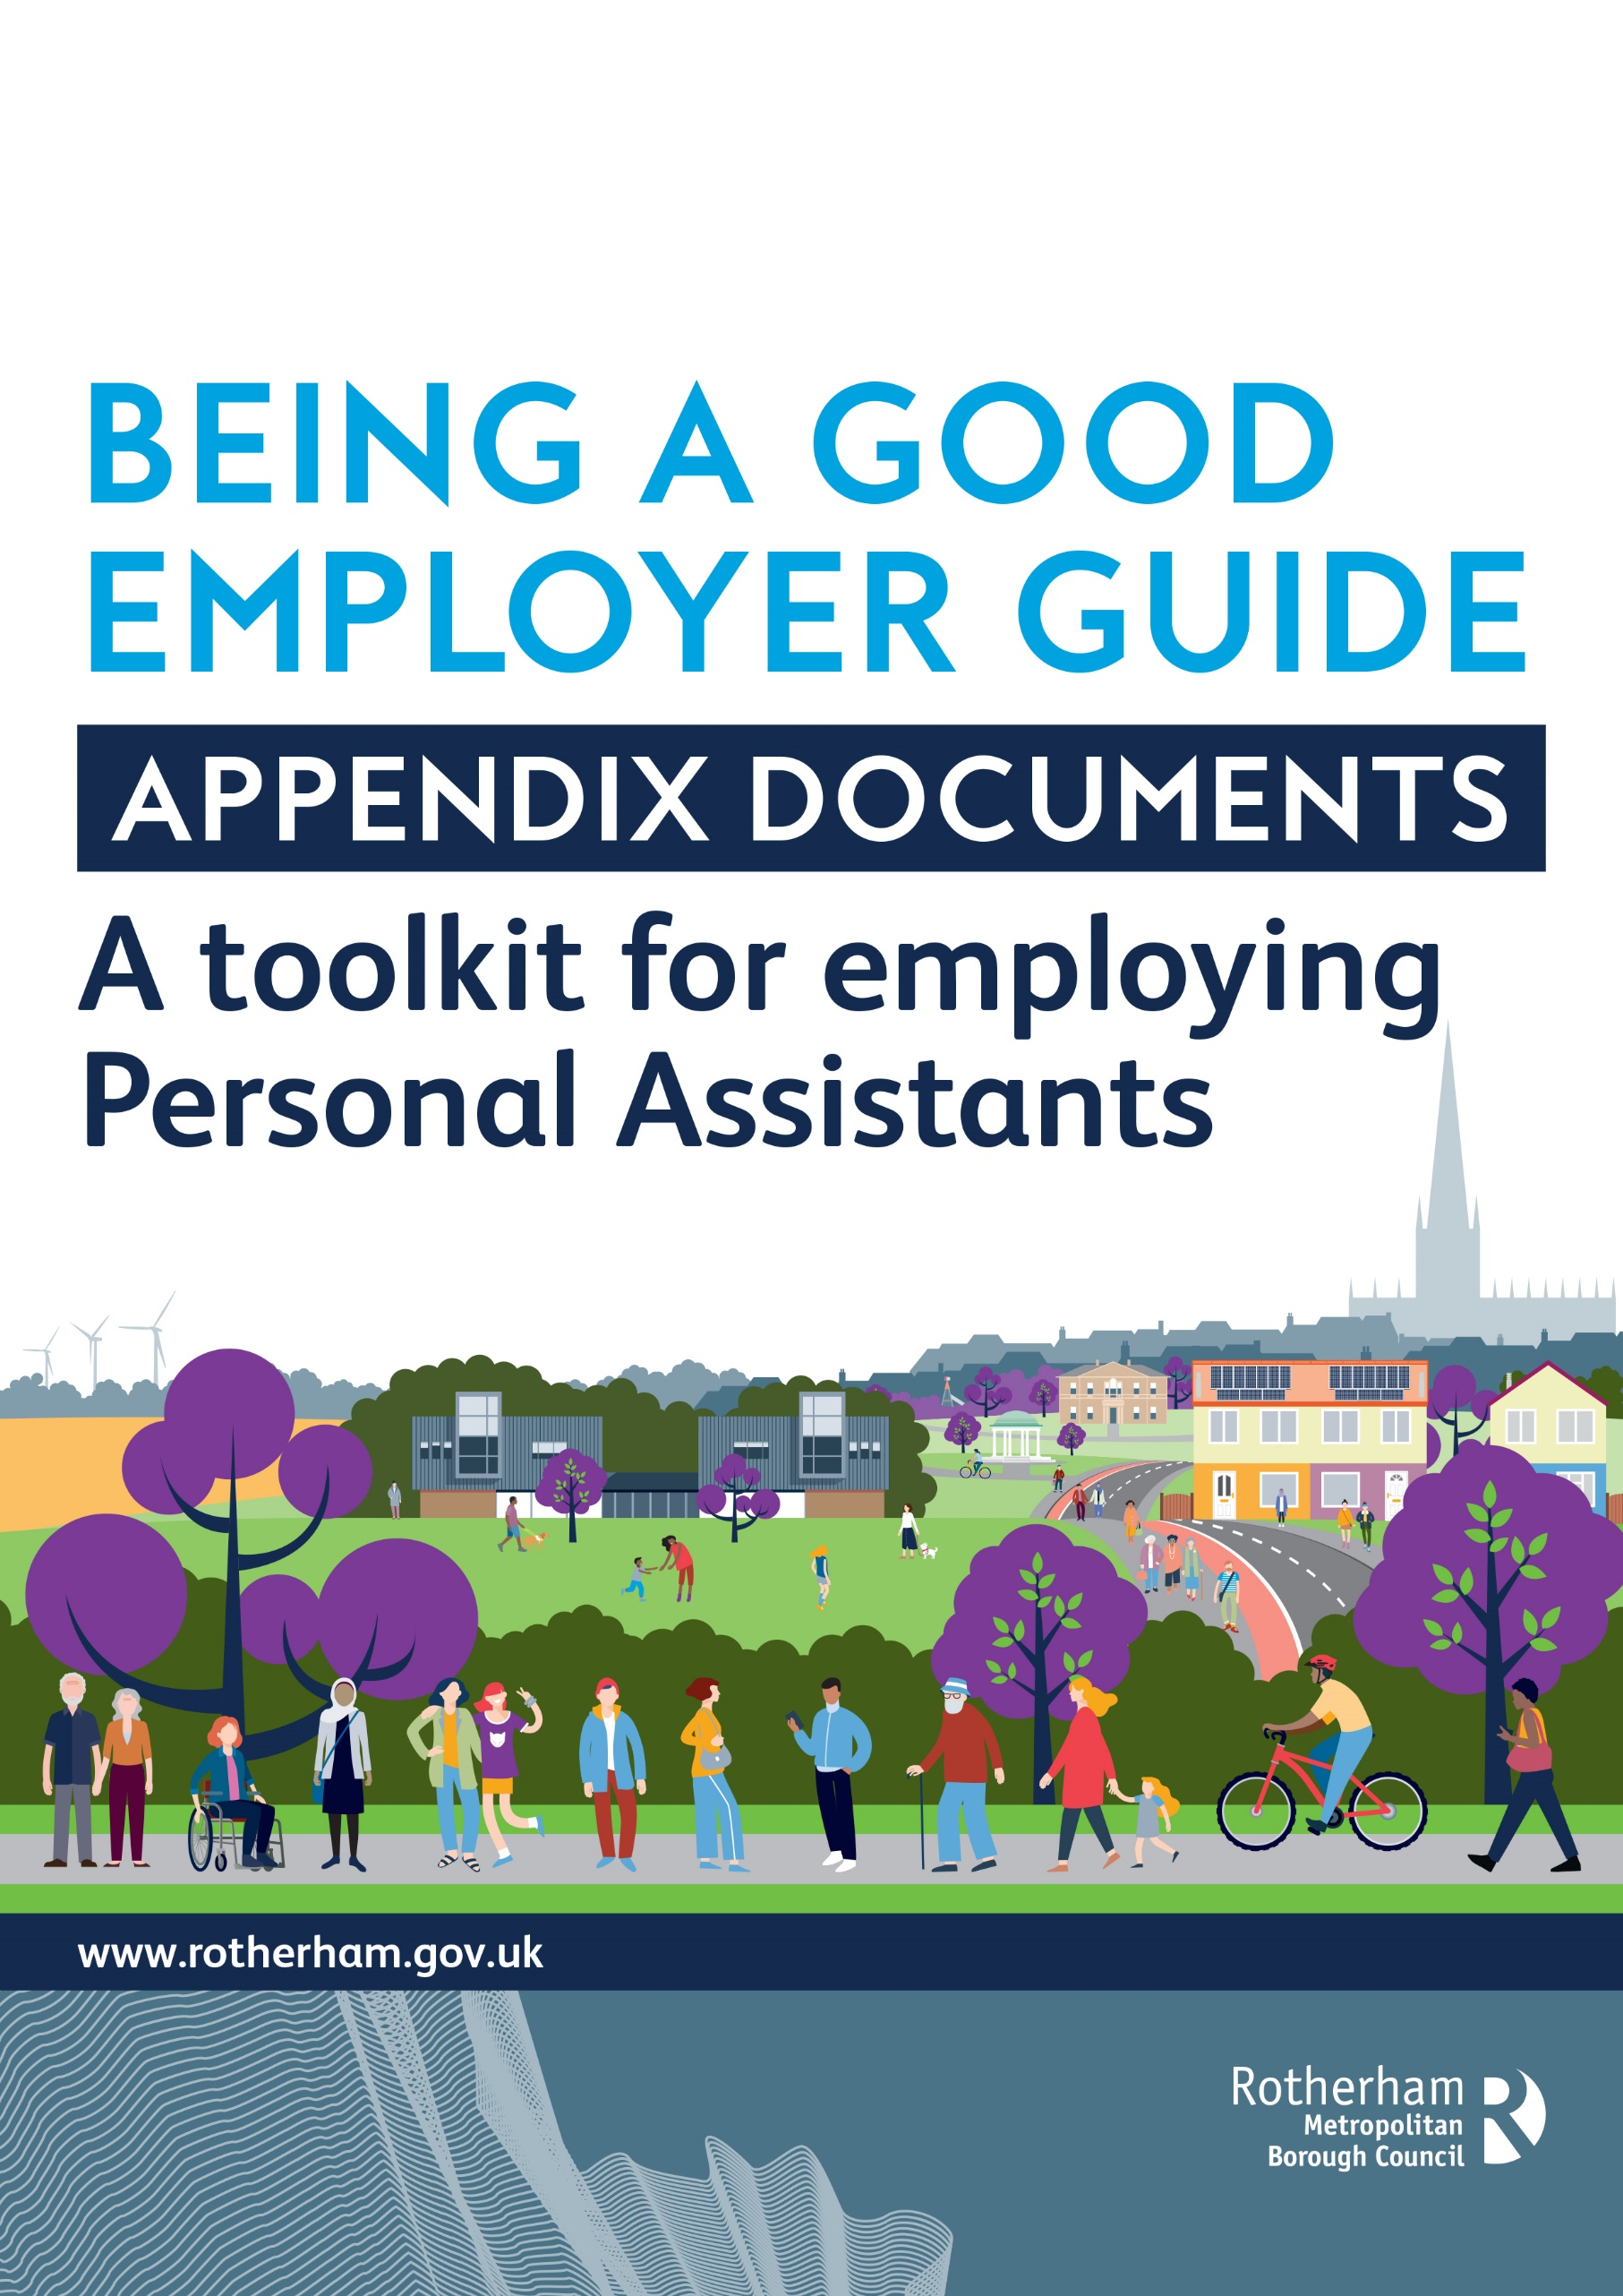 BEING A GOOD
EMPLOYER GUIDE
APPENDIX DOCUMENTS
A toolkit for employing
Personal Assistants
www.rotherham.gov.uk
Rotherham
Metropolitan
Borough Council